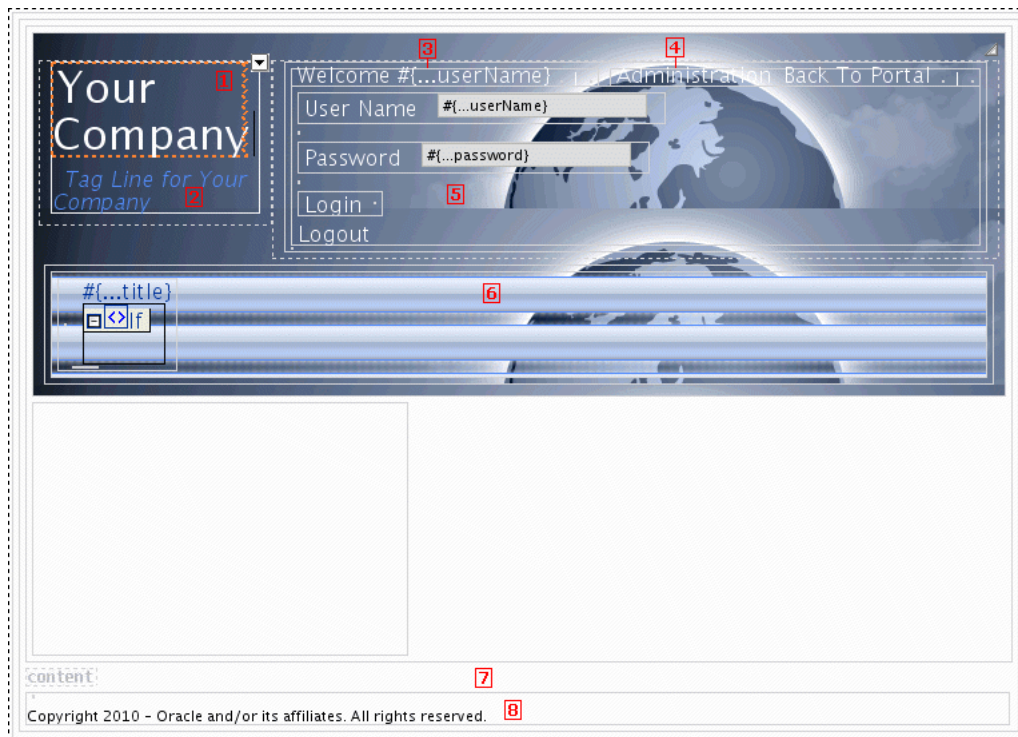 3
4
1
Your
Company
Tag Line for Your
Company
2
Welcome #{...userName} | . |Administration Back To Portal . | .
User Name #{...userName}
Password #{...password}
5
Login
Logout
6
#{...title}
<>If
content
7
Copyright 2010 - Oracle and/or its affiliates. All rights reserved.
8